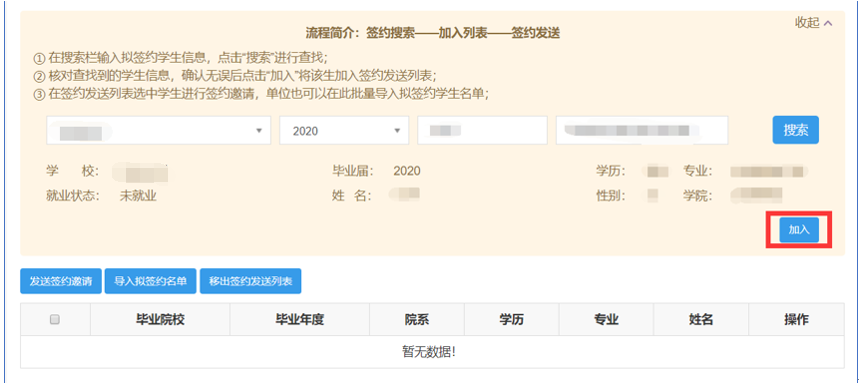 收起
流程简介：签约搜索——加入列表——签约发送
① 在搜索栏输入拟签约学生信息，点击“搜索”进行查找；
② 核对查找到的学生信息，确认无误后点击“加入”将该生加入签约发送列表；
③ 在签约发送列表选中学生进行签约邀请，单位也可以在此批量导入拟签约学生名单；
2020 搜索
学 校： 毕业届： 2020 学历： 专业：
就业状态： 未就业 姓 名： 性别： 学院：
加入
发送签约邀请 导入拟签约名单 移出签约发送列表
毕业院校 毕业年度 院系 学历 专业 姓名 操作
暂无数据！